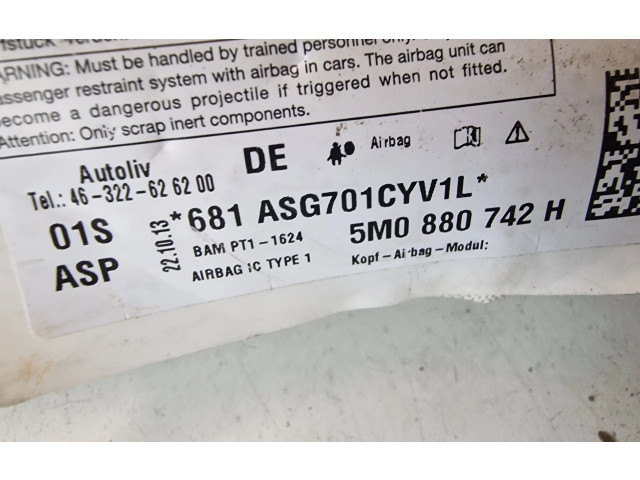 WARNING: Must be handled by trained personnel only. The airbag unit can
passenger restraint system with airbag in cars.
become a dangerous projectile if triggered when not fitted.
Attention: Only scrap inert components.
Autoliv
Tel.: 46-322-62 62 00
DE
Airbag
01S
ASP
22.10.13
*681 ASG701CYV1L*
BAM PT1-1624
5M0 880 742 H
AIRBAG IC TYPE 1
Kopf-Airbag-Modul: